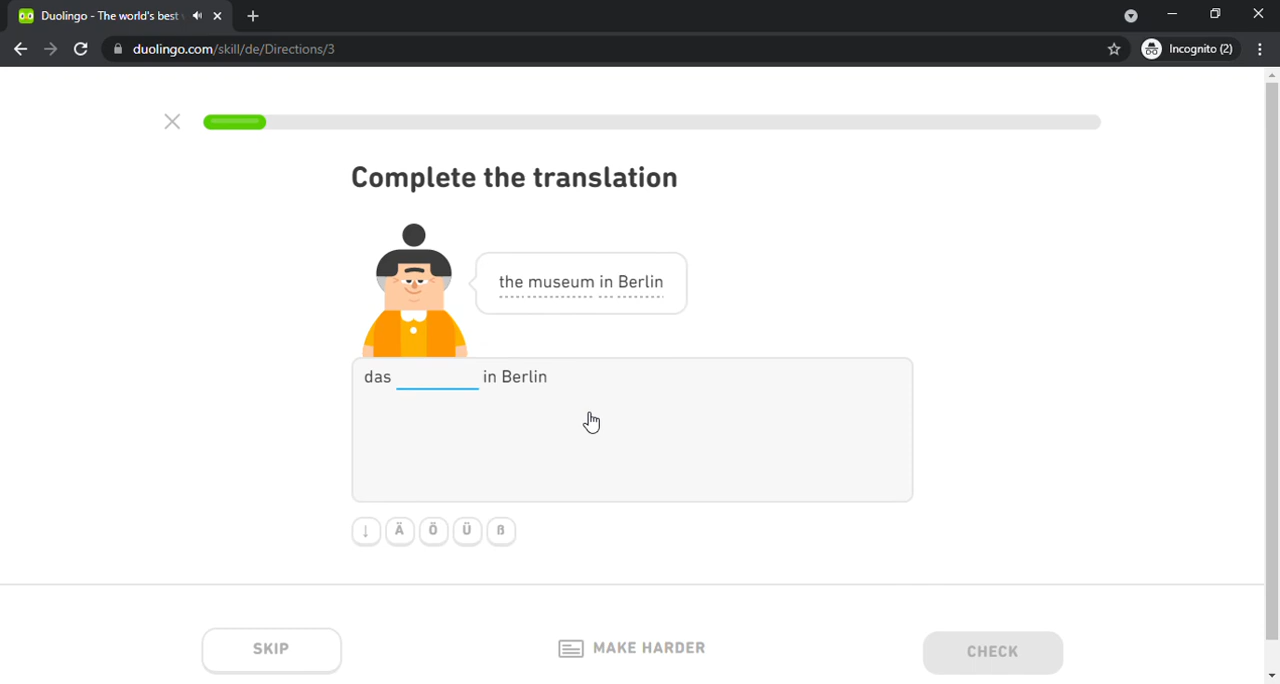 Duolingo - The world's best
duolingo.com/skill/de/Directions/3
Incognito (2)
Complete the translation
the museum in Berlin
das in Berlin
↓ Ä Ö Ü ß
SKIP
MAKE HARDER
CHECK